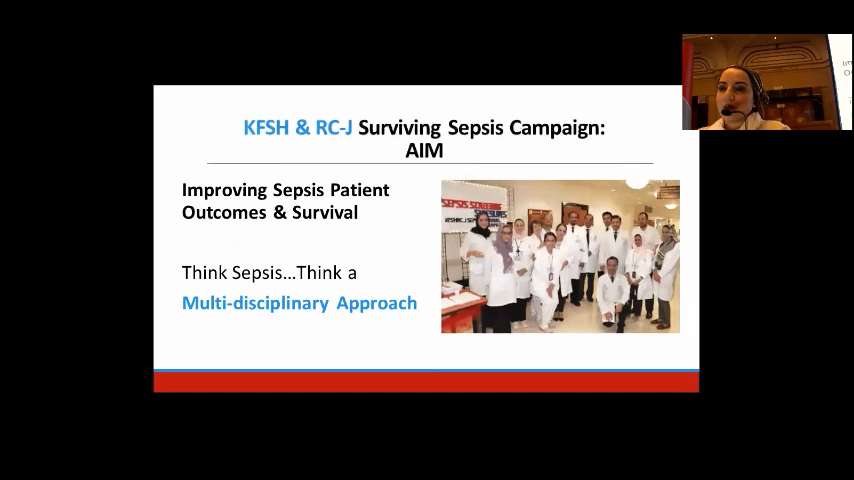 KFSH & RC-J Surviving Sepsis Campaign:
AIM
Improving Sepsis Patient
Outcomes & Survival
Think Sepsis...Think a
Multi-disciplinary Approach
SEPSIS SCREENING